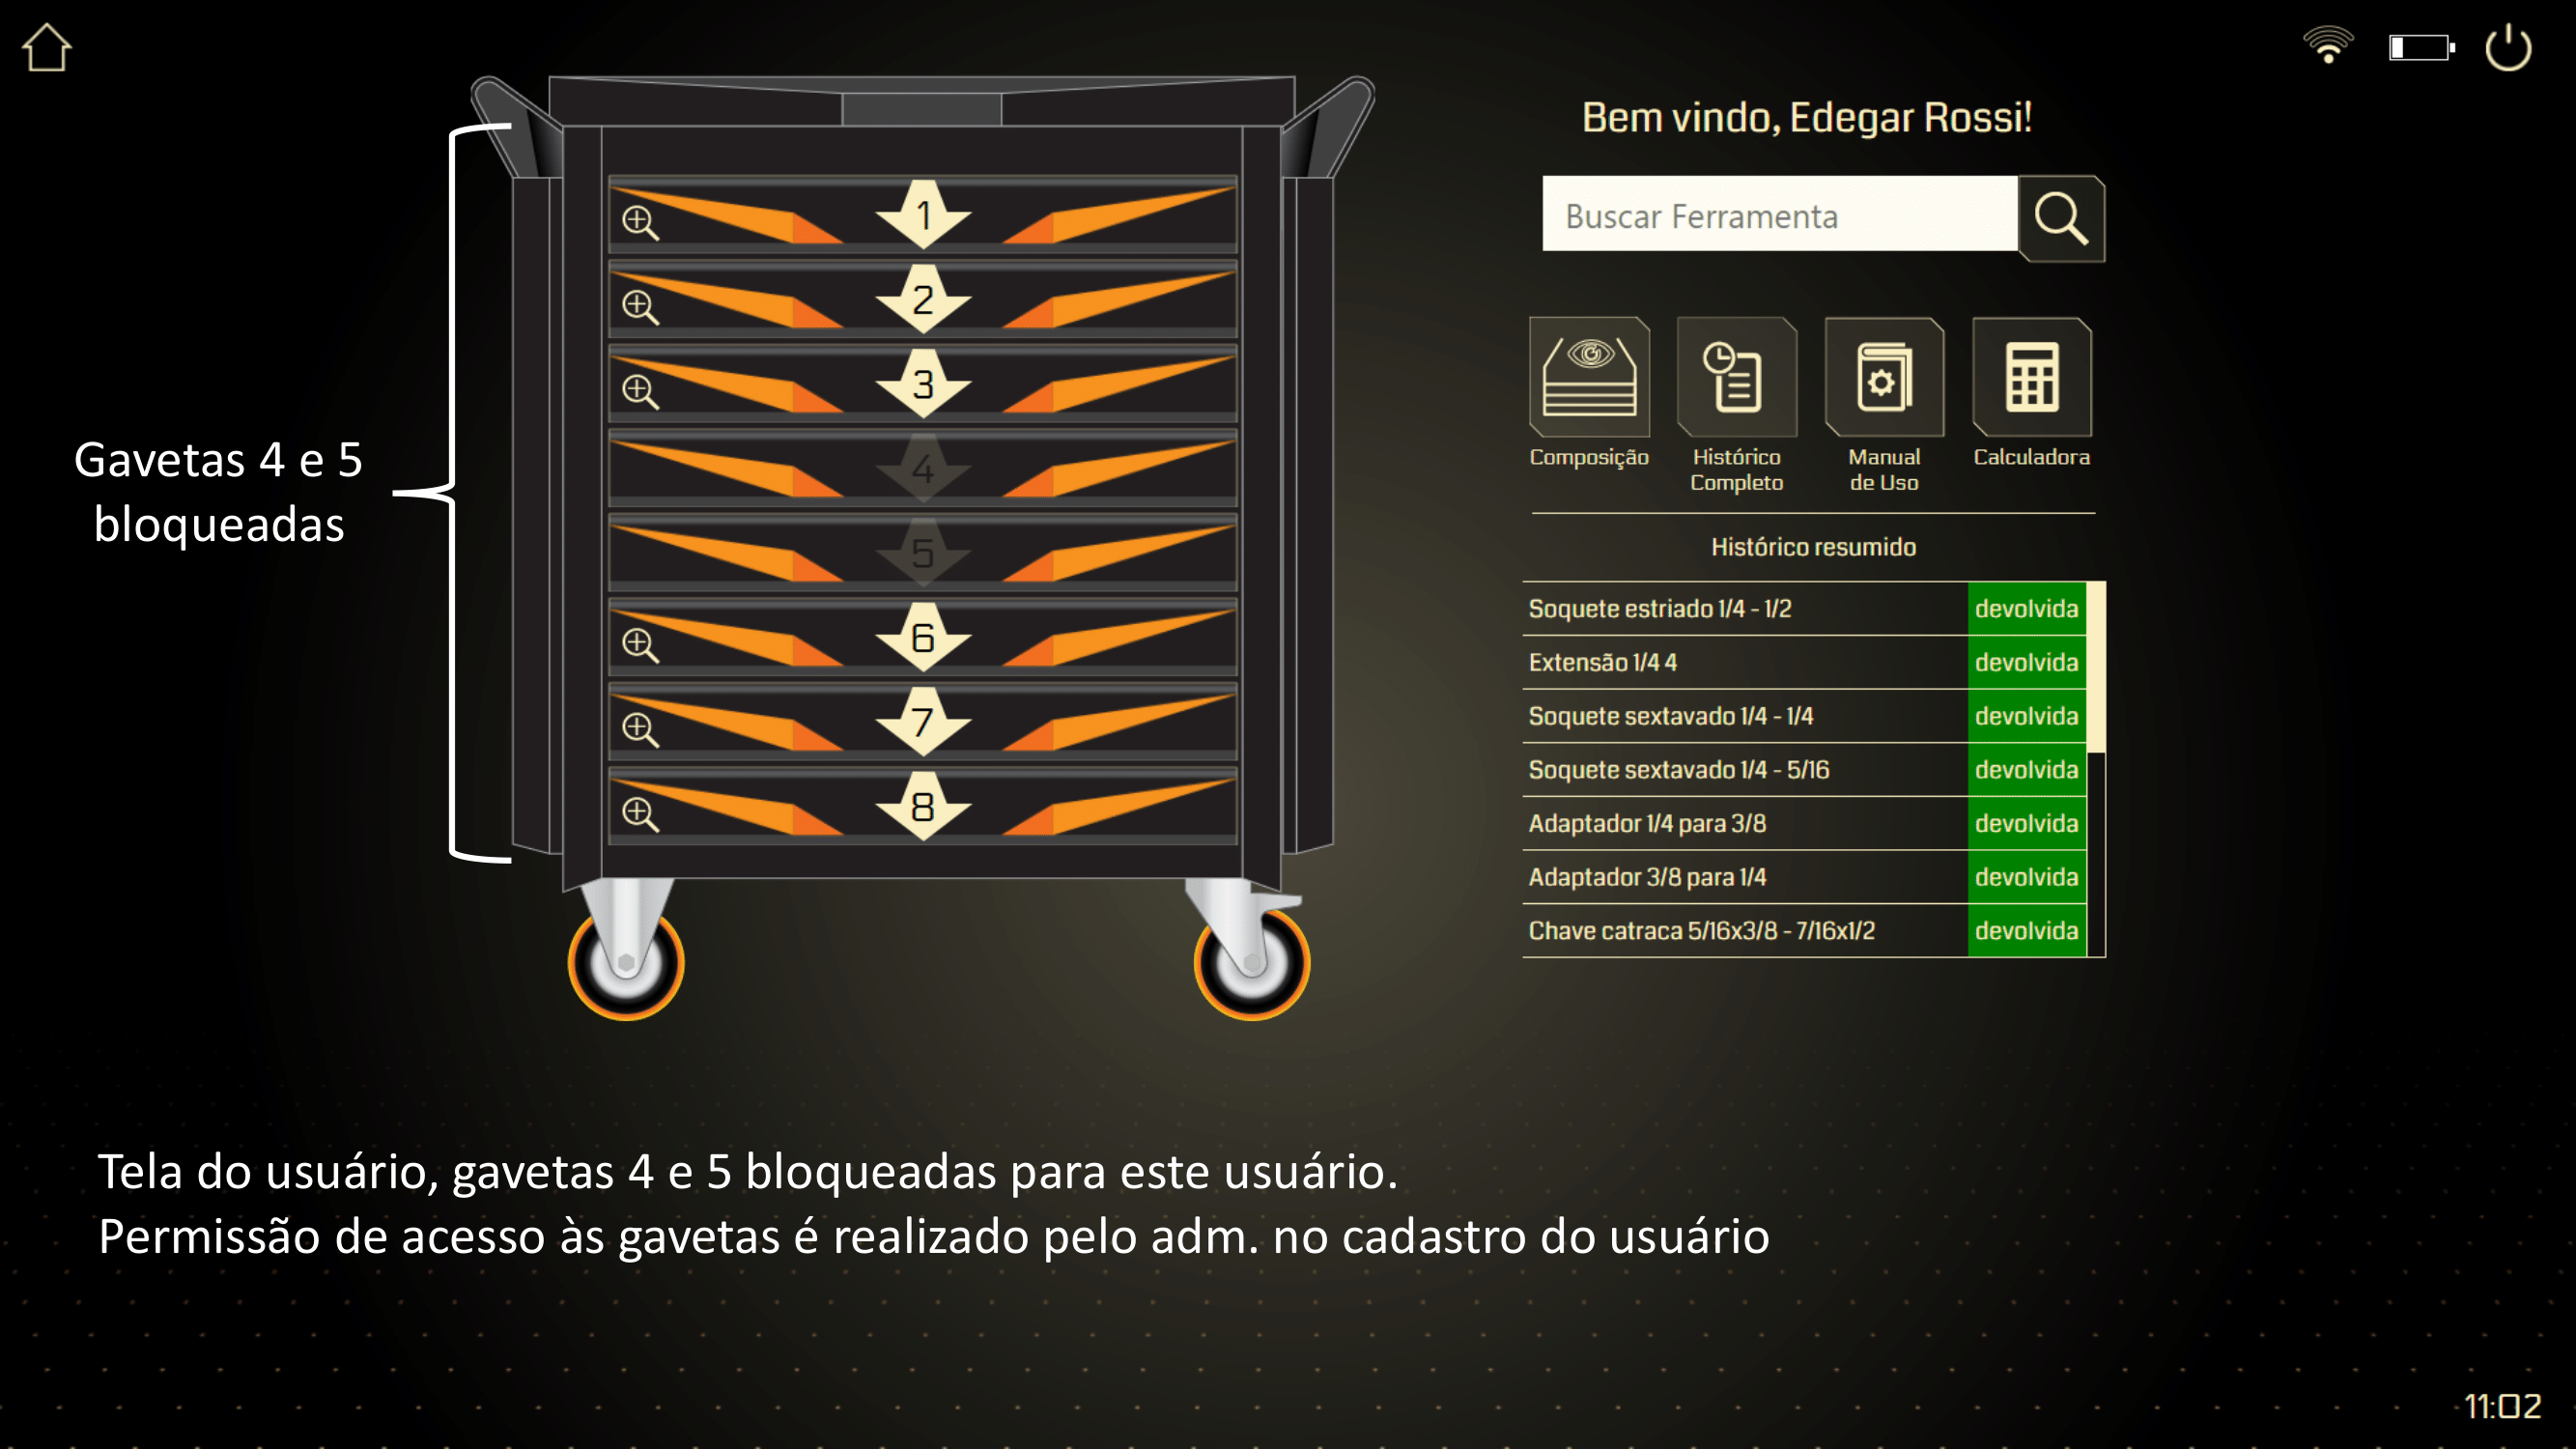 Bem vindo, Edegar Rossi!
Buscar Ferramenta
1
2
3
4
5
6
7
8
Gavetas 4 e 5
bloqueadas
Composição
Histórico
Completo
Manual
de Uso
Calculadora
Histórico resumido
Soquete estriado 1/4 - 1/2 devolvida
Extensão 1/4 4 devolvida
Soquete sextavado 1/4 - 1/4 devolvida
Soquete sextavado 1/4 - 5/16 devolvida
Adaptador 1/4 para 3/8 devolvida
Adaptador 3/8 para 1/4 devolvida
Chave catraca 5/16x3/8 - 7/16x1/2 devolvida
Tela do usuário, gavetas 4 e 5 bloqueadas para este usuário.
Permissão de acesso às gavetas é realizado pelo adm. no cadastro do usuário
11:02